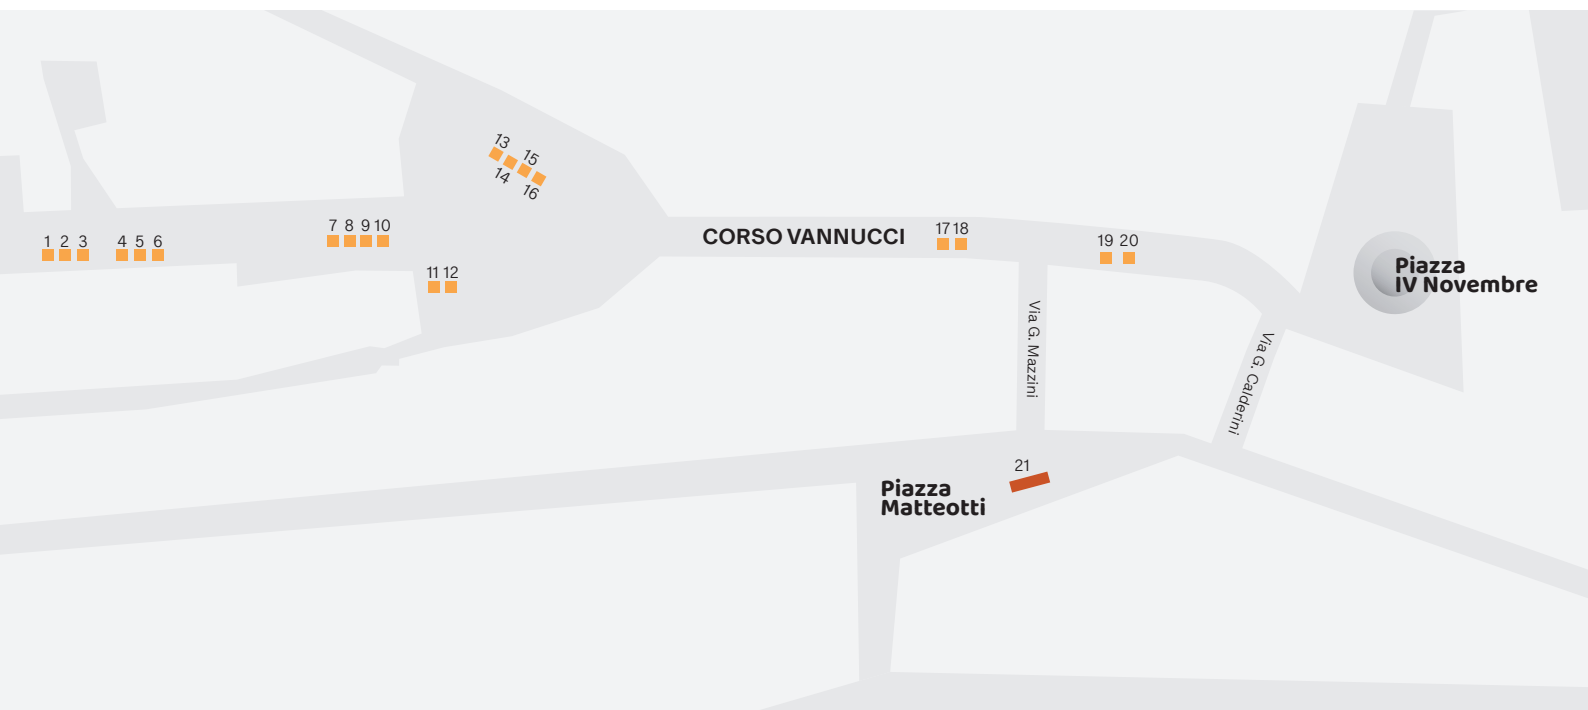 13
15
14
16
1 2 3 4 5 6
7 8 9 10
11 12
CORSO VANNUCCI
17 18
19 20
Piazza
IV Novembre
Via G. Mazzini
Via G. Calderini
21
Piazza
Matteotti